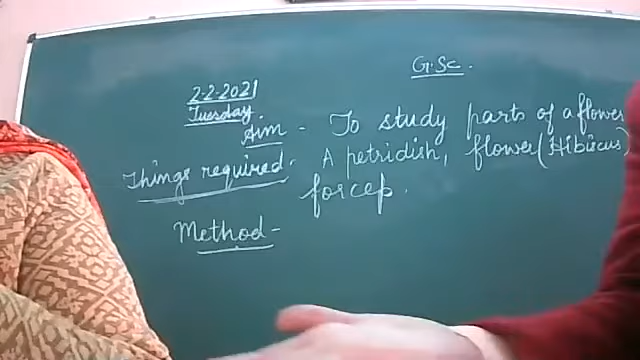 G.Sc.
2-2-2021
Tuesday
Aim - To study parts of a flower
Things required - A petridish, flower (Hibiscus)
forcep.
Method -